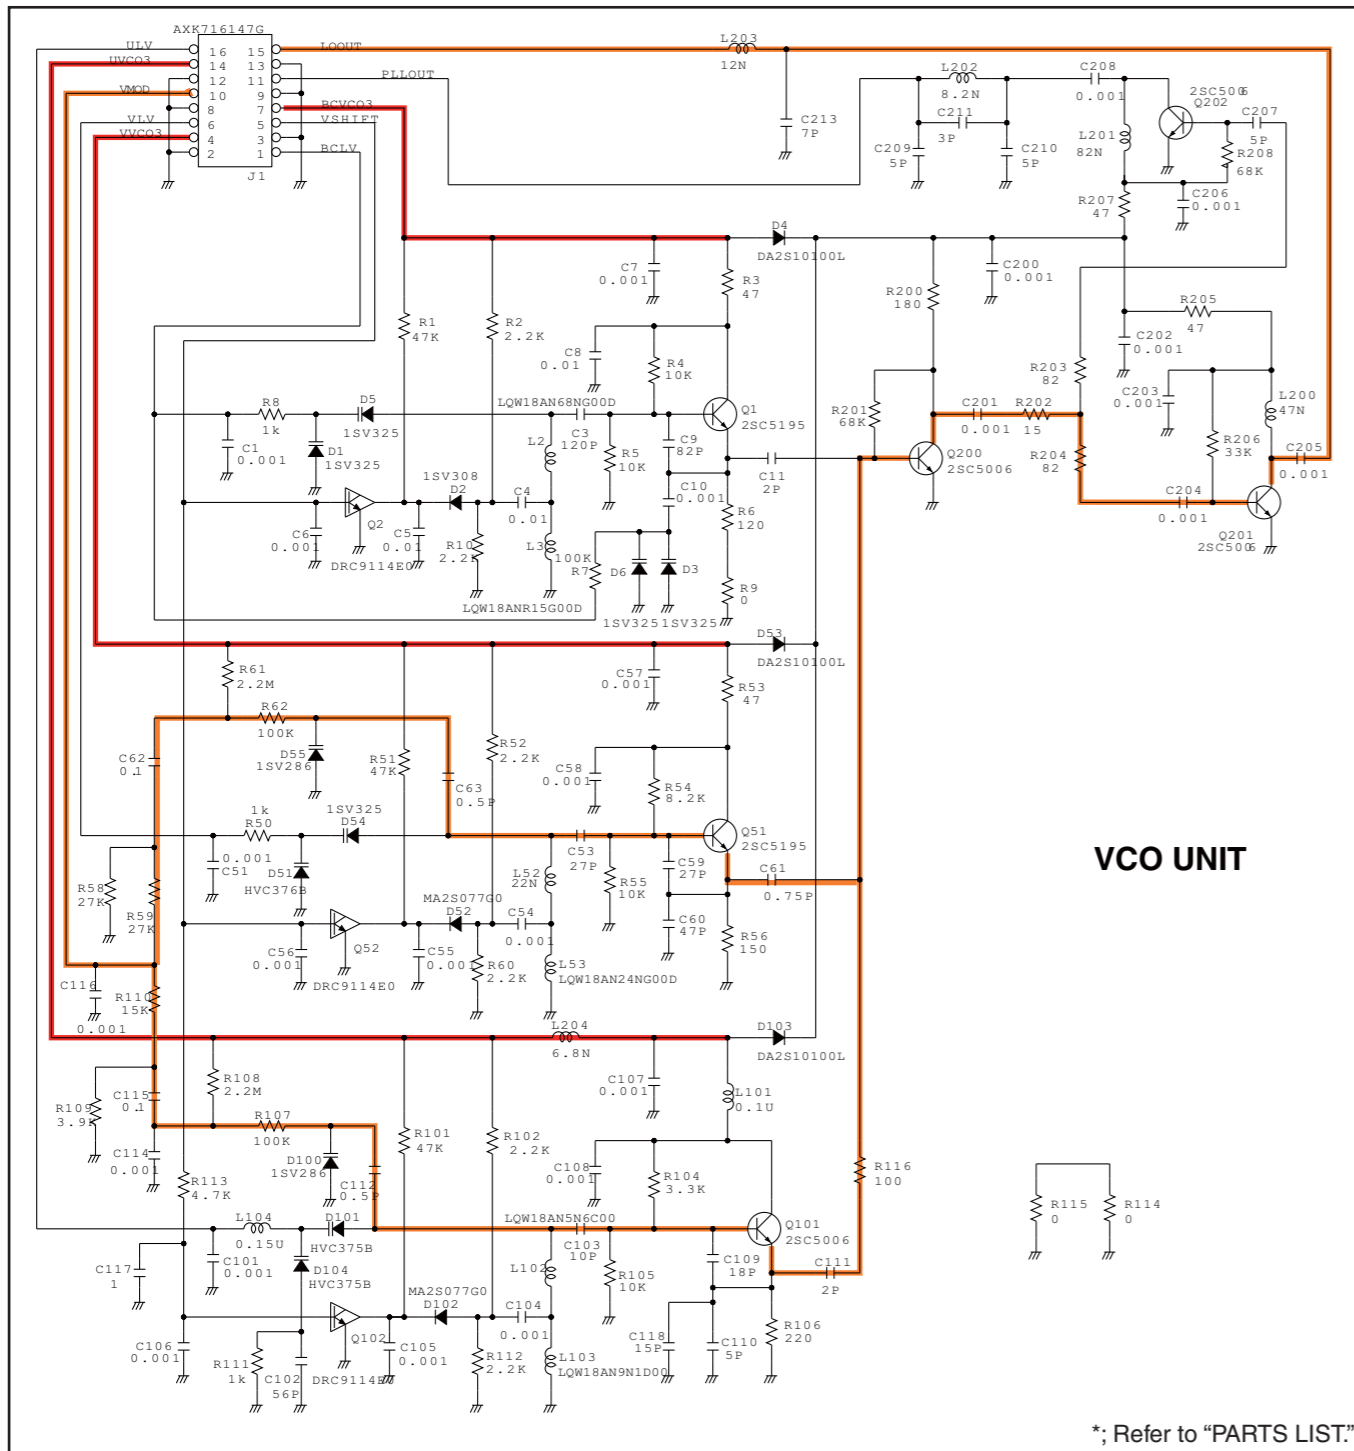 AXK716147G
ULV 16 15 LOOUT
UVCO3 14 13
12 11 PLLOUT
VMOD 10 9
8 7 BCVCO3
VLV 6 5 VSHIFT
VVCO3 4 3
2 1 BCLV
J1
L203
12N
C213
7P
L202
8.2N
C211
3P
C209
5P
C210
5P
C208
0.001
2SC5006
Q202
C207
5P
L201
82N
R208
68K
R207
47
C206
0.001
D4
DA2S10100L
C7
0.001
R3
47
C200
0.001
R200
180
R1
47K
R2
2.2K
C8
0.01
R4
10K
R205
47
C202
0.001
R203
82
C203
0.001
L200
47N
R8
1k
D5
1SV325
LQW18AN68NG00D
Q1
2SC5195
C1
0.001
D1
1SV325
L2
C3
120P
R5
10K
C9
82P
R201
68K
C201
0.001
R202
15
R204
82
R206
33K
C205
0.001
Q200
2SC5006
C11
2P
1SV308
D2
C4
0.01
C10
0.001
R6
120
C204
0.001
Q201
2SC5006
C6
0.001
Q2
DRC9114E0
C5
0.01
R10
2.2K
L3
100K
R7
LQW18ANR15G00D
D6
D3
1SV325
1SV325
R9
0
D53
DA2S10100L
R61
2.2M
C57
0.001
R53
47
R62
100K
D55
1SV286
R51
47K
R52
2.2K
C62
0.1
C63
0.5P
C58
0.001
R54
8.2K
1k
R50
1SV325
D54
Q51
2SC5195
VCO UNIT
0.001
C51
D51
HVC376B
L52
22N
C53
27P
R55
10K
C59
27P
C61
0.75P
R58
27K
R59
27K
MA2S077G0
D52
C54
0.001
C60
47P
R56
150
C56
0.001
Q52
DRC9114E0
C55
0.001
R60
2.2K
L53
LQW18AN24NG00D
C116
0.001
R110
15K
L204
6.8N
D103
DA2S10100L
R108
2.2M
C107
0.001
L101
0.1U
R109
3.9K
C115
0.1
R107
100K
R101
47K
R102
2.2K
C114
0.001
D100
1SV286
C112
0.5P
C108
0.001
R104
3.3K
R116
100
R113
4.7K
R115
0
R114
0
L104
0.15U
D101
HVC375B
LQW18AN5N6C00
Q101
2SC5006
C117
1
C101
0.001
D104
HVC375B
L102
C103
10P
R105
10K
C109
18P
C111
2P
MA2S077G0
D102
C104
0.001
C106
0.001
R111
1k
C102
56P
Q102
DRC9114E0
C105
0.001
R112
2.2K
L103
LQW18AN9N1D00
C118
15P
C110
5P
R106
220
*; Refer to “PARTS LIST.”